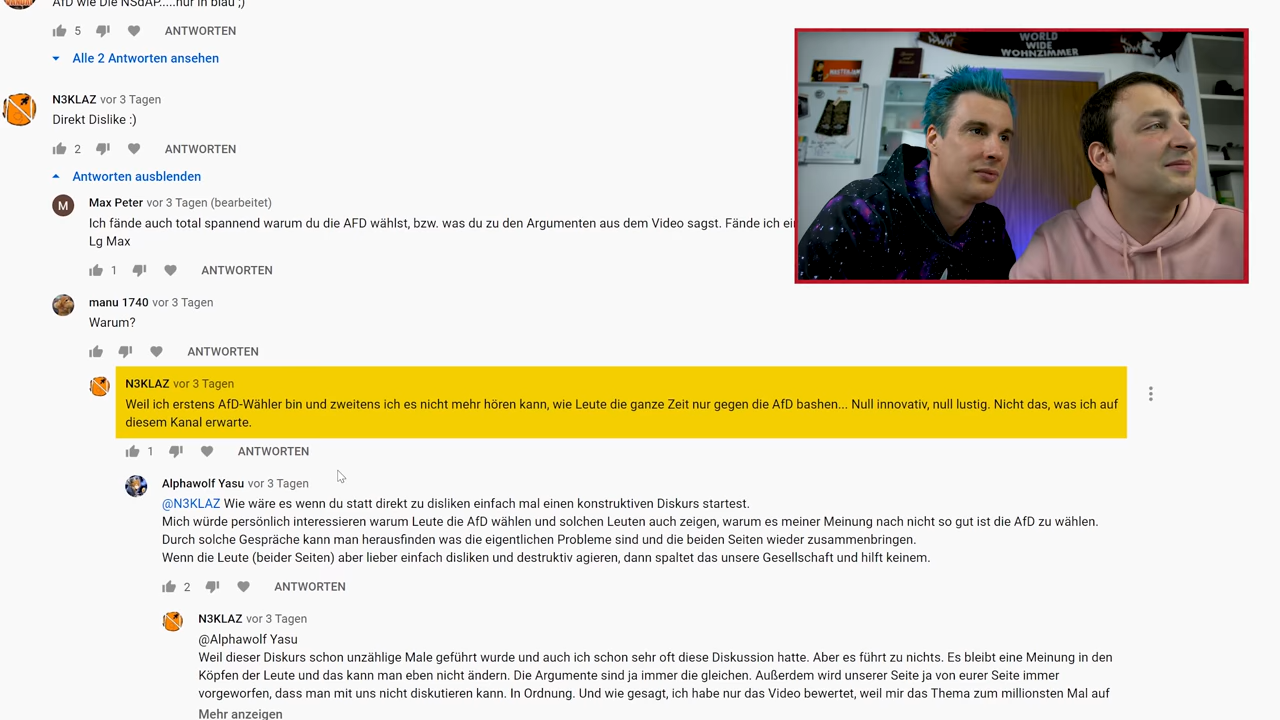 AfD wie Die NSdAP.....nur in blau ;)
5 ANTWORTEN
Alle 2 Antworten ansehen
N3KLAZ vor 3 Tagen
Direkt Dislike :)
2 ANTWORTEN
Antworten ausblenden
M
Max Peter vor 3 Tagen (bearbeitet)
Ich fände auch total spannend warum du die AFD wählst, bzw. was du zu den Argumenten aus dem Video sagst. Fände ich
Lg Max
1 ANTWORTEN
manu 1740 vor 3 Tagen
Warum?
ANTWORTEN
N3KLAZ vor 3 Tagen
Weil ich erstens AfD-Wähler bin und zweitens ich es nicht mehr hören kann, wie Leute die ganze Zeit nur gegen die AfD bashen... Null innovativ, null lustig. Nicht das, was ich auf
diesem Kanal erwarte.
1 ANTWORTEN
Alphawolf Yasu vor 3 Tagen
@N3KLAZ Wie wäre es wenn du statt direkt zu disliken einfach mal einen konstruktiven Diskurs startest.
Mich würde persönlich interessieren warum Leute die AfD wählen und solchen Leuten auch zeigen, warum es meiner Meinung nach nicht so gut ist die AfD zu wählen.
Durch solche Gespräche kann man herausfinden was die eigentlichen Probleme sind und die beiden Seiten wieder zusammenbringen.
Wenn die Leute (beider Seiten) aber lieber einfach disliken und destruktiv agieren, dann spaltet das unsere Gesellschaft und hilft keinem.
2 ANTWORTEN
N3KLAZ vor 3 Tagen
@Alphawolf Yasu
Weil dieser Diskurs schon unzählige Male geführt wurde und auch ich schon sehr oft diese Diskussion hatte. Aber es führt zu nichts. Es bleibt eine Meinung in den
Köpfen der Leute und das kann man eben nicht ändern. Die Argumente sind ja immer die gleichen. Außerdem wird unserer Seite ja von eurer Seite immer
vorgeworfen, dass man mit uns nicht diskutieren kann. In Ordnung. Und wie gesagt, ich habe nur das Video bewertet, weil mir das Thema zum millionsten Mal auf
Mehr anzeigen
WORLD
WIDE
WOHNZIMMER